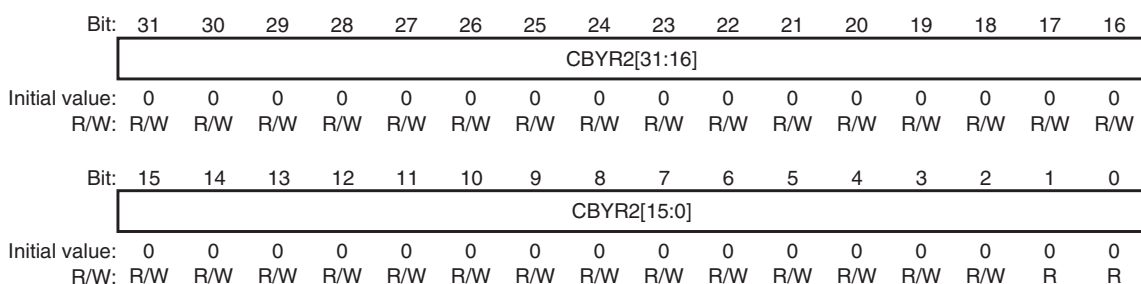 Bit: 31 30 29 28 27 26 25 24 23 22 21 20 19 18 17 16
CBYR2[31:16]
Initial value: 0 0 0 0 0 0 0 0 0 0 0 0 0 0 0 0
R/W: R/W R/W R/W R/W R/W R/W R/W R/W R/W R/W R/W R/W R/W R/W R/W R/W
Bit: 15 14 13 12 11 10 9 8 7 6 5 4 3 2 1 0
CBYR2[15:0]
Initial value: 0 0 0 0 0 0 0 0 0 0 0 0 0 0 0 0
R/W: R/W R/W R/W R/W R/W R/W R/W R/W R/W R/W R/W R/W R/W R/W R R